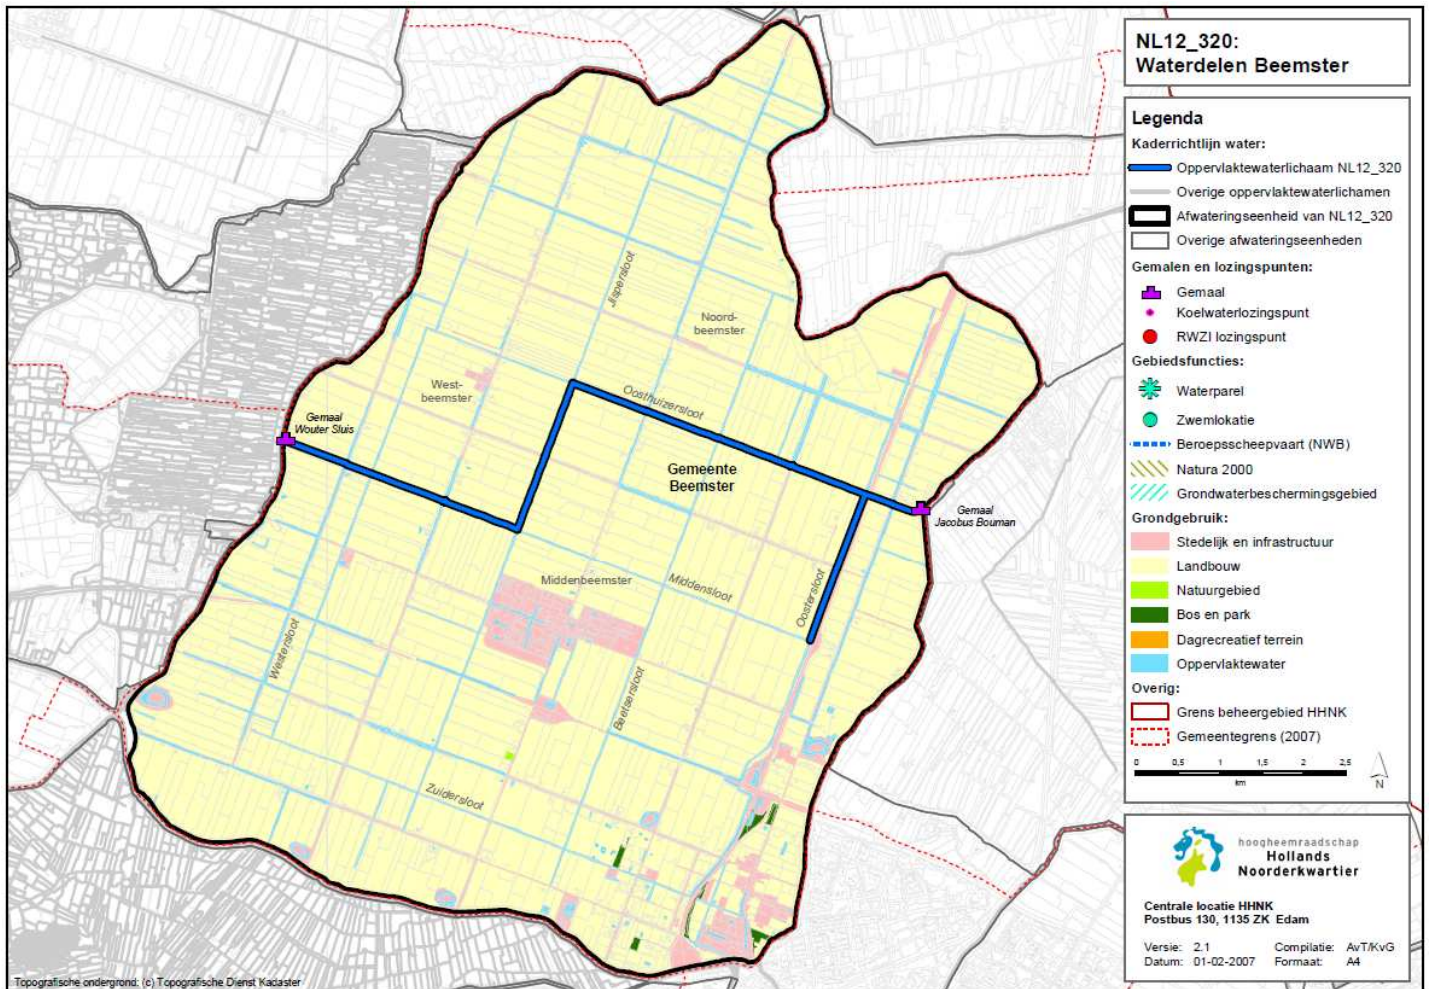 NL12_320:
Waterdelen Beemster
Legenda
Kaderrichtlijn water:
Oppervlaktewaterlichaam NL12_320
Overige oppervlaktewaterlichamen
Afwateringseenheid van NL12_320
Overige afwateringseenheden
Gemalen en lozingspunten:
Gemaal
Koelwaterlozingspunt
RWZI lozingspunt
Gebiedsfuncties:
Waterparel
Zwemlokatie
Beroepsscheepvaart (NWB)
Natura 2000
Grondwaterbeschermingsgebied
Grondgebruik:
Stedelijk en infrastructuur
Landbouw
Natuurgebied
Bos en park
Dagrecreatief terrein
Oppervlaktewater
Overig:
Grens beheergebied HHNK
Gemeentegrens (2007)
0 0,5 1 1,5 2 2,5
km
N
hoogheemraadschap
Hollands
Noorderkwartier
Centrale locatie HHNK
Postbus 130, 1135 ZK Edam
Versie: 2.1 Compilatie: AvT/KvG
Datum: 01-02-2007 Formaat: A4
Jispersloot
Noord-
beemster
West-
beemster
Oosthuizersloot
Gemaal
Wouter Sluis
Gemeente
Beemster
Gemaal
Jacobus Bouman
Middenbeemster
Middensloot
Oostersloot
Westersloot
Beetsersloot
Zuidersloot
Topografische ondergrond: (c) Topografische Dienst Kadaster